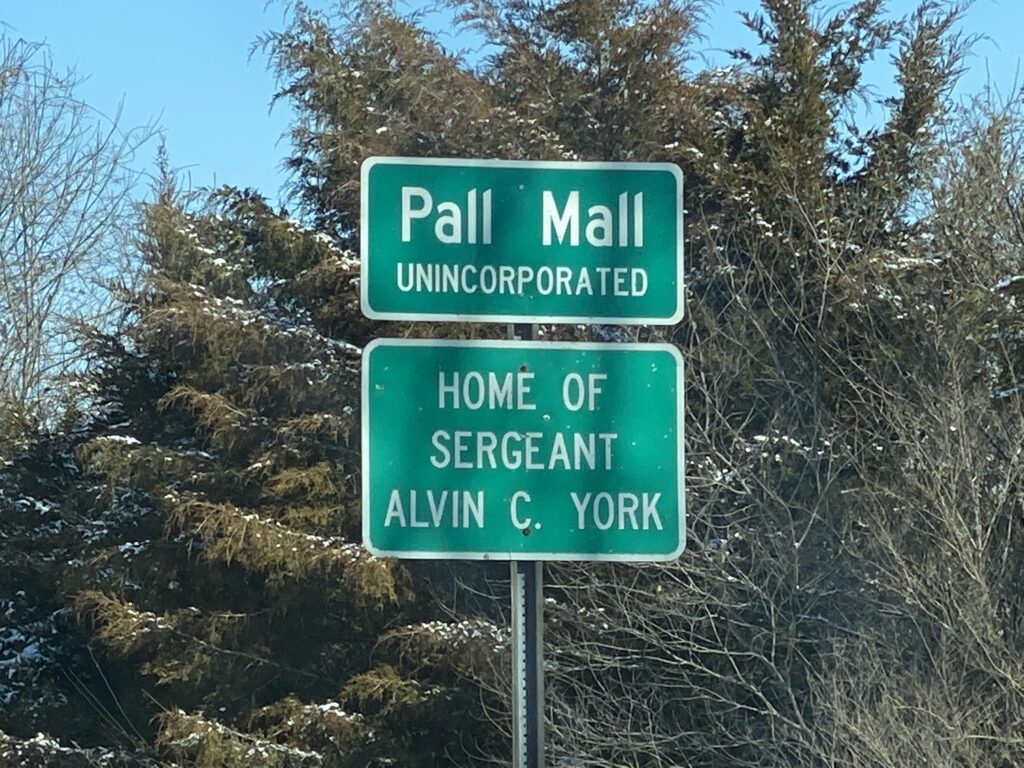 Pall Mall
UNINCORPORATED
HOME OF
SERGEANT
ALVIN C. YORK